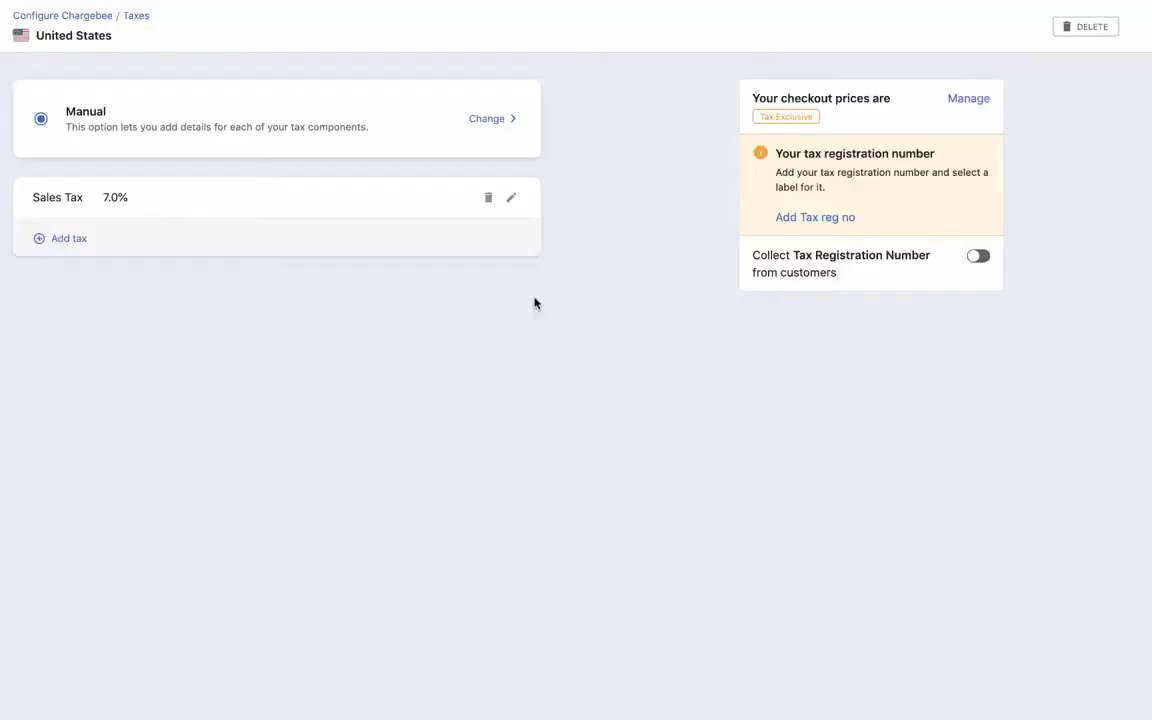 Configure Chargebee / Taxes
United States
DELETE
Manual
This option lets you add details for each of your tax components.
Change
Sales Tax 7.0%
Add tax
Your checkout prices are
Manage
Tax Exclusive
Your tax registration number
Add your tax registration number and select a
label for it.
Add Tax reg no
Collect Tax Registration Number
from customers